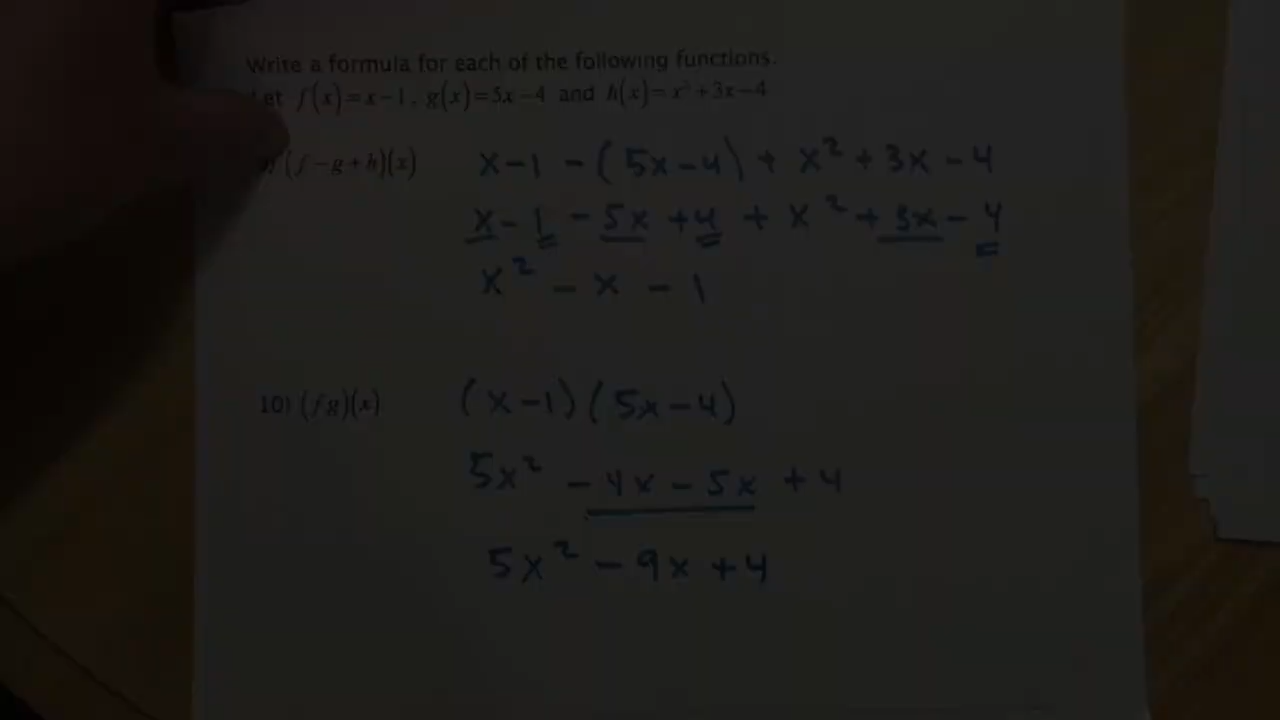 Write a formula for each of the following functions.
Let f(x)=x−1, g(x)=5x−4 and h(x)=x²+3x−4
(f−g+h)(x) x−1 − (5x−4) + x² + 3x − 4
x − 1 − 5x + 4 + x² + 3x − 4
x² − x − 1
10) (fg)(x) (x−1)(5x−4)
5x² − 4x − 5x + 4
5x² − 9x + 4